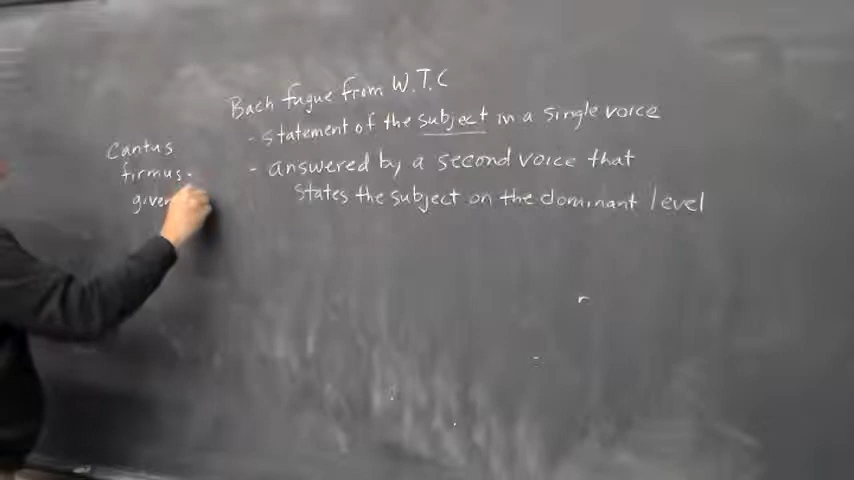 Bach fugue from W.T.C
- statement of the subject in a single voice
- answered by a second voice that
states the subject on the dominant level
Cantus
firmus-
given